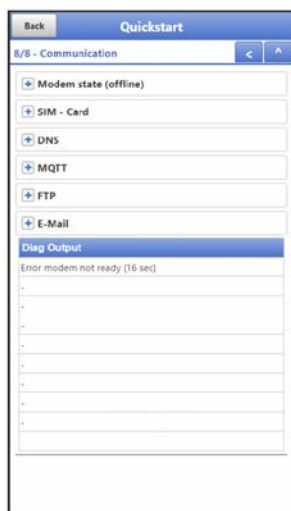 Back
Quickstart
8/8 - Communication
<
^
+ Modem state (offline)
+ SIM - Card
+ DNS
+ MQTT
+ FTP
+ E-Mail
Diag Output
Error modem not ready (16 sec)
-
-
-
-
-
-
-
-